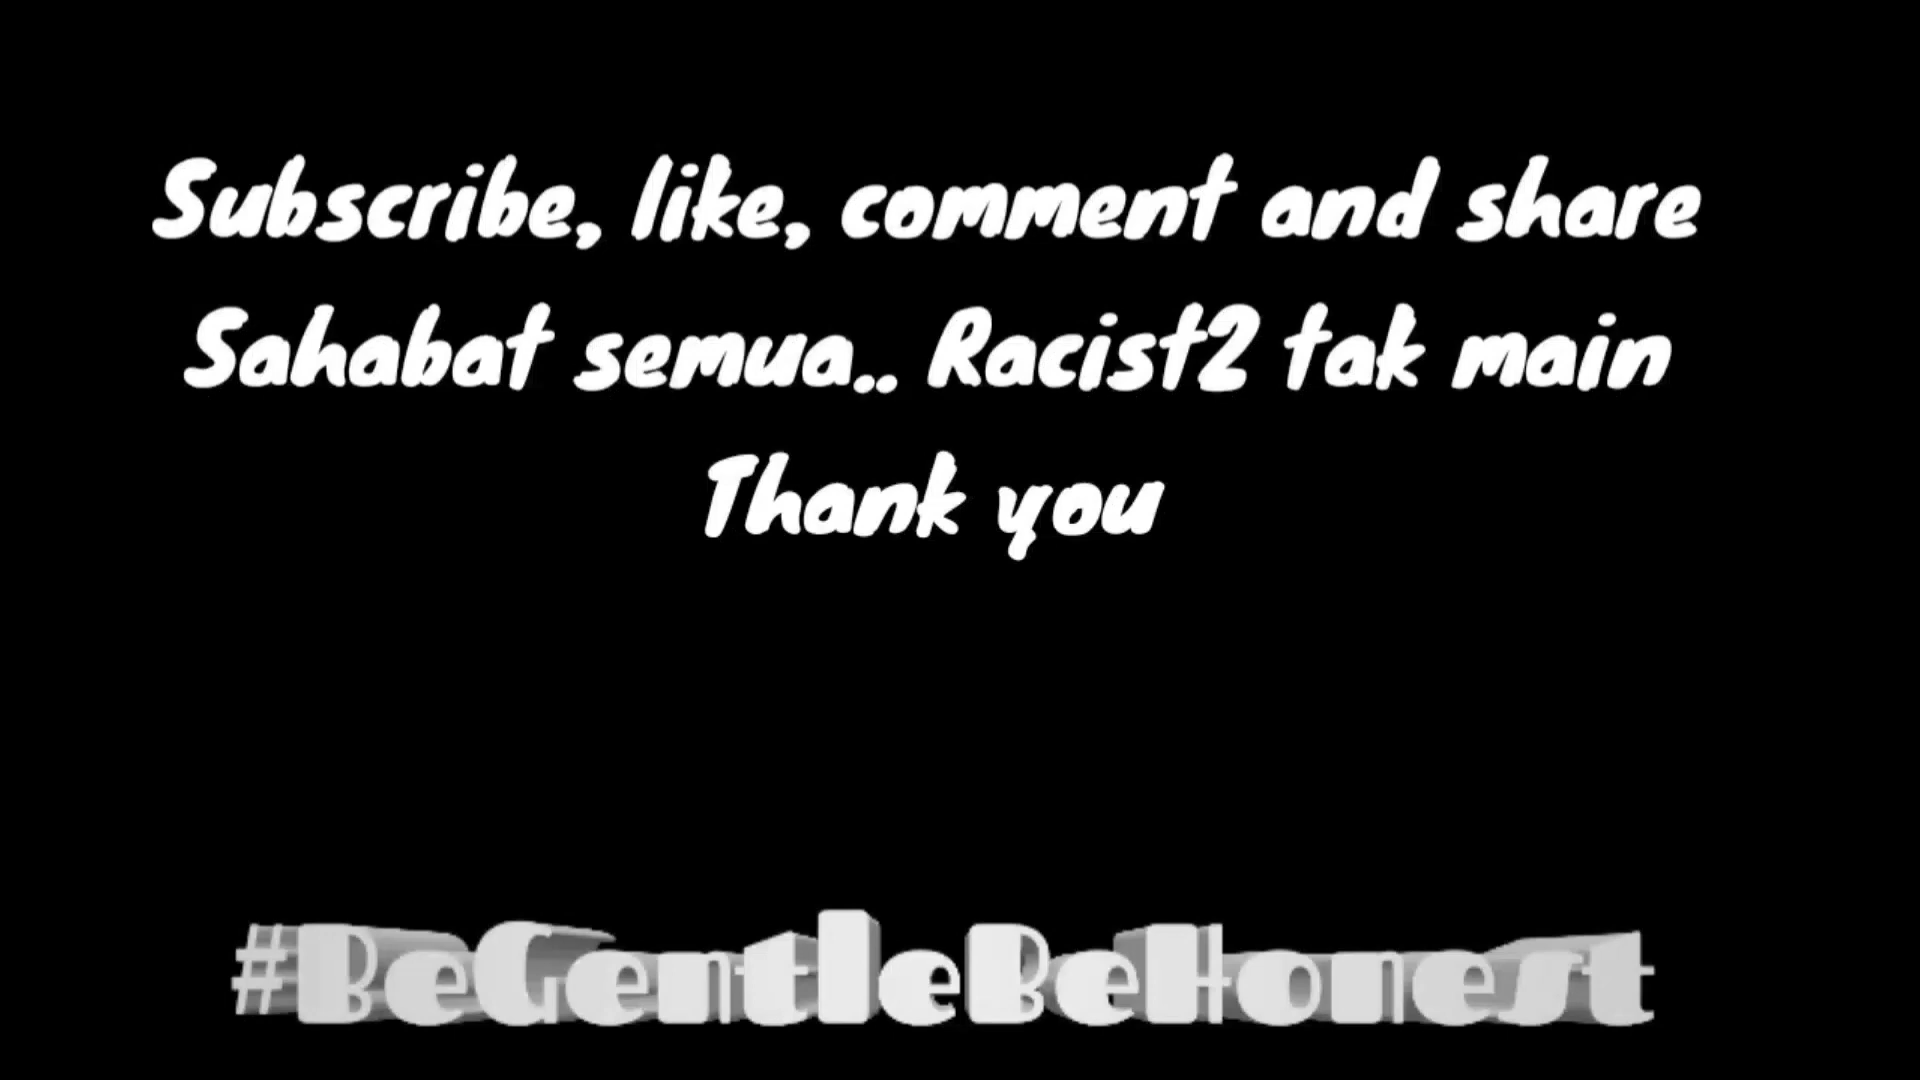 Subscribe, like, comment and share
Sahabat semua.. Racist2 tak main
Thank you
#BeGentleBeHonest